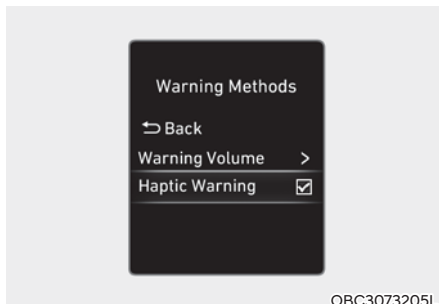 Warning Methods
Back
Warning Volume >
Haptic Warning
OBC3073205L